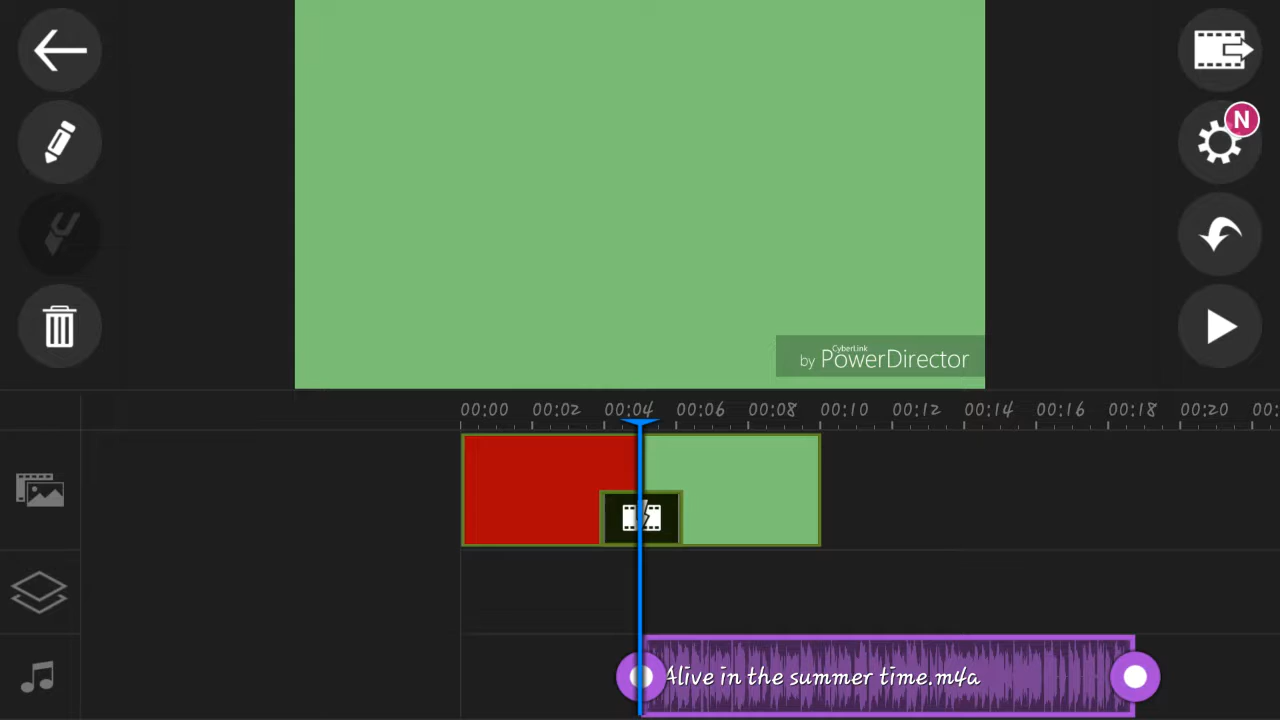 N
CyberLink
by PowerDirector
00:00 00:02 00:04 00:06 00:08 00:10 00:12 00:14 00:16 00:18 00:20 00:
Alive in the summer time.m4a